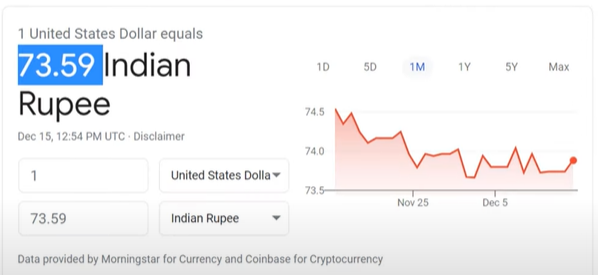 1 United States Dollar equals
73.59 Indian
Rupee
Dec 15, 12:54 PM UTC · Disclaimer
1D 5D 1M 1Y 5Y Max
74.5
74.0
73.5
Nov 25 Dec 5
1 United States Dolla
73.59 Indian Rupee
Data provided by Morningstar for Currency and Coinbase for Cryptocurrency